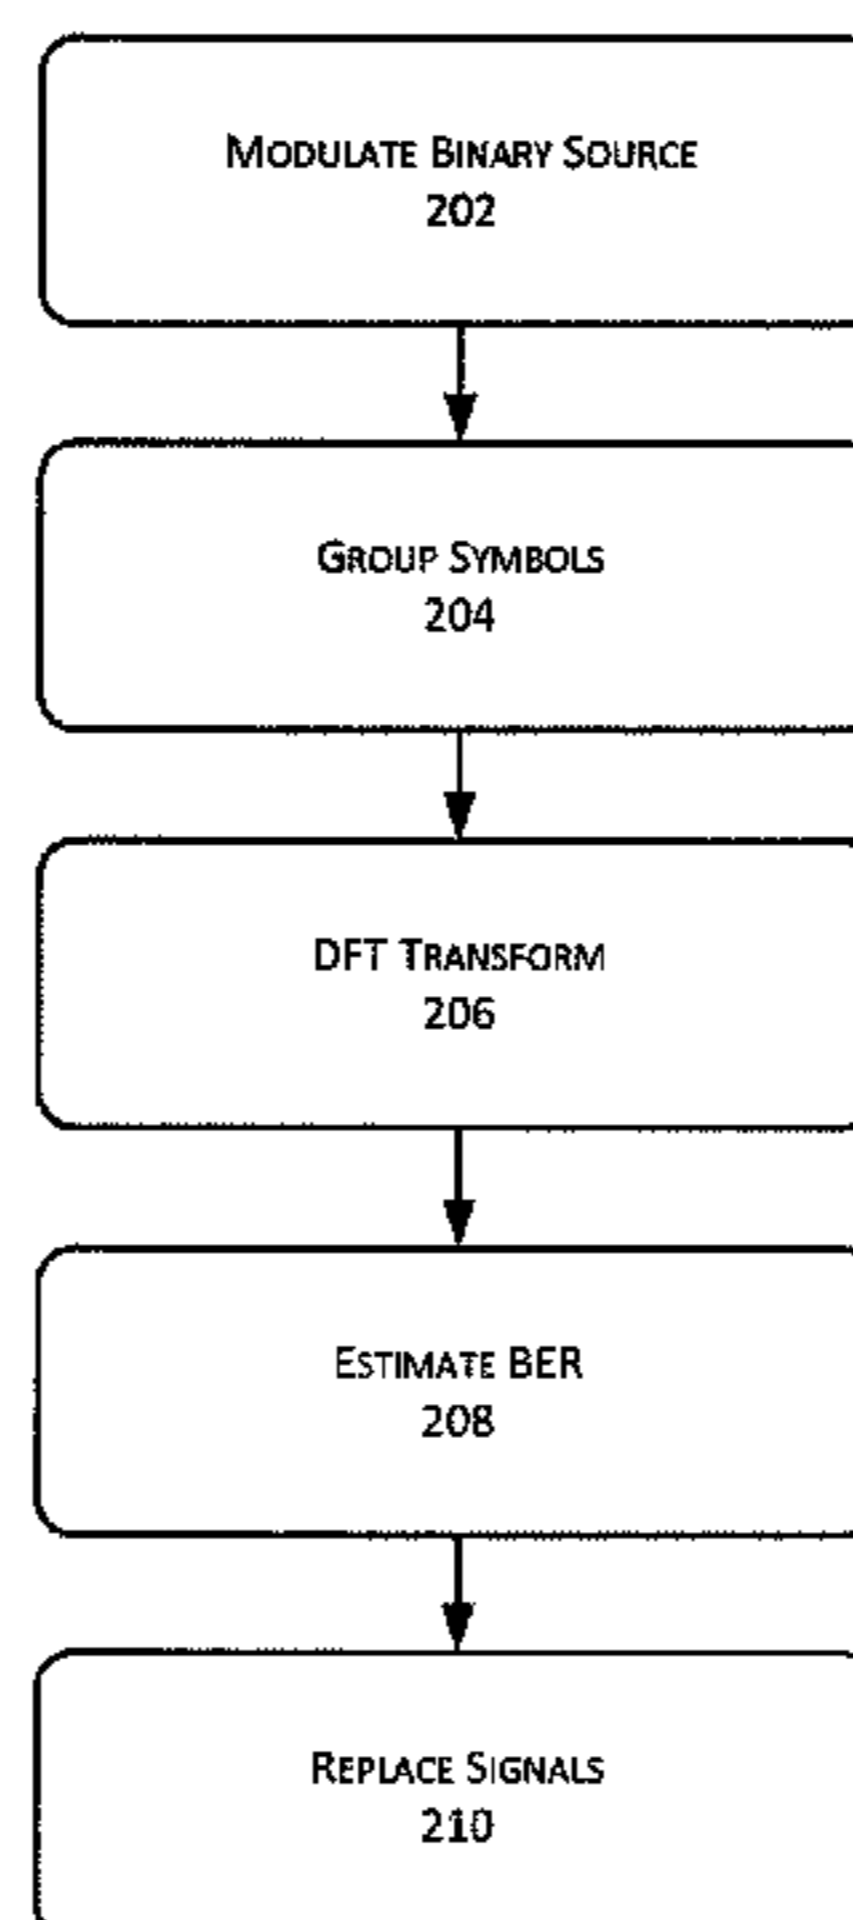 MODULATE BINARY SOURCE
202
GROUP SYMBOLS
204
DFT TRANSFORM
206
ESTIMATE BER
208
REPLACE SIGNALS
210